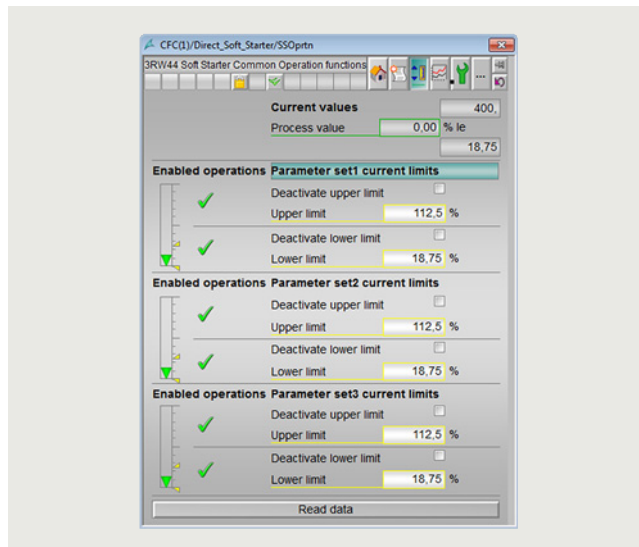 CFC(1)/Direct_Soft_Starter/SSOprtn
3RW44 Soft Starter Common Operation functions
...
Current values 400,
Process value 0,00 % Ie
18,75
Enabled operations Parameter set1 current limits
Deactivate upper limit
Upper limit 112,5 %
Deactivate lower limit
Lower limit 18,75 %
Enabled operations Parameter set2 current limits
Deactivate upper limit
Upper limit 112,5 %
Deactivate lower limit
Lower limit 18,75 %
Enabled operations Parameter set3 current limits
Deactivate upper limit
Upper limit 112,5 %
Deactivate lower limit
Lower limit 18,75 %
Read data